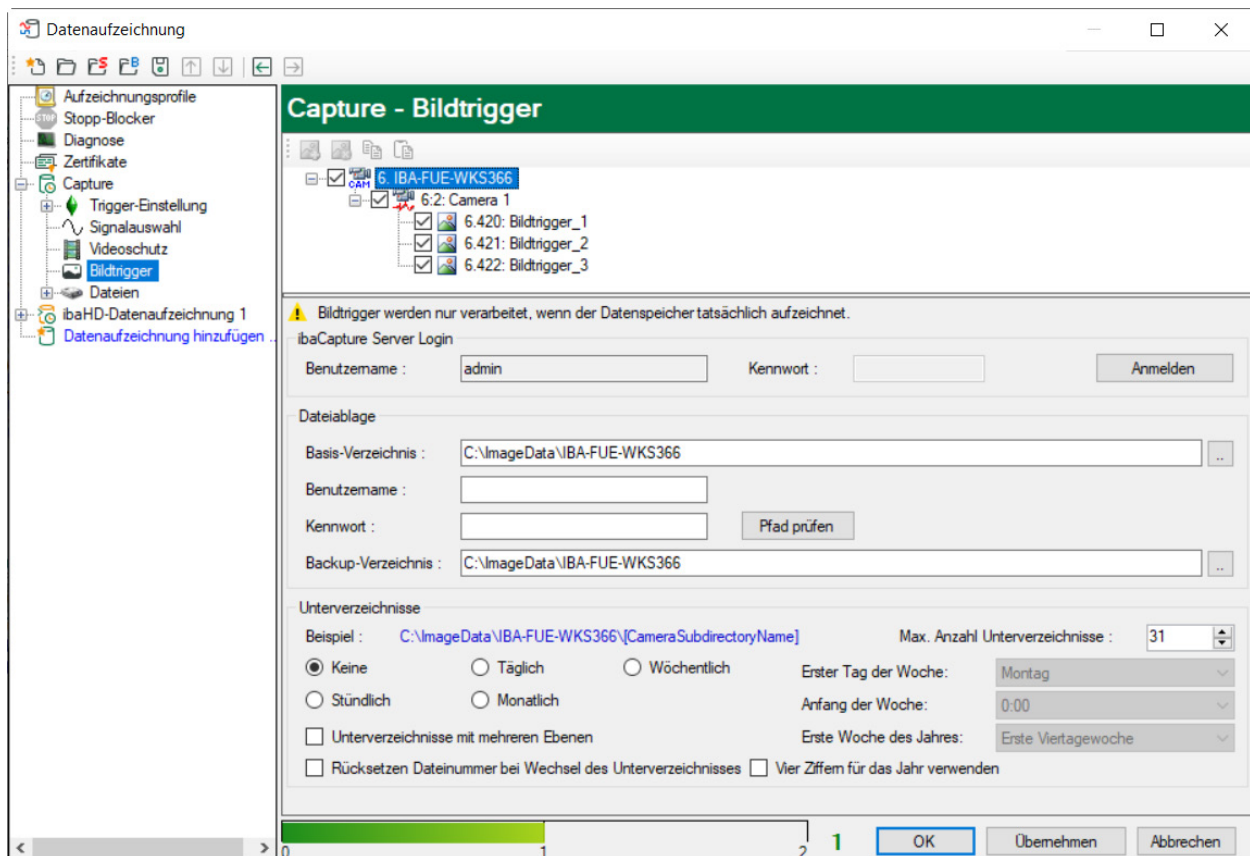 Datenaufzeichnung
Aufzeichnungsprofile
STOP Stopp-Blocker
Diagnose
Zertifikate
Capture
Trigger-Einstellung
Signalauswahl
Videoschutz
Bildtrigger
Dateien
ibaHD-Datenaufzeichnung 1
Datenaufzeichnung hinzufügen ..
Capture - Bildtrigger
CAM 6. IBA-FUE-WKS366
6:2: Camera 1
6.420: Bildtrigger_1
6.421: Bildtrigger_2
6.422: Bildtrigger_3
Bildtrigger werden nur verarbeitet, wenn der Datenspeicher tatsächlich aufzeichnet.
ibaCapture Server Login
Benutzername : admin Kennwort : Anmelden
Dateiablage
Basis-Verzeichnis : C:\ImageData\IBA-FUE-WKS366 ..
Benutzername :
Kennwort : Pfad prüfen
Backup-Verzeichnis : C:\ImageData\IBA-FUE-WKS366 ..
Unterverzeichnisse
Beispiel : C:\ImageData\IBA-FUE-WKS366\[CameraSubdirectoryName] Max. Anzahl Unterverzeichnisse : 31
Keine Täglich Wöchentlich Erster Tag der Woche: Montag
Stündlich Monatlich Anfang der Woche: 0:00
Unterverzeichnisse mit mehreren Ebenen Erste Woche des Jahres: Erste Viertagewoche
Rücksetzen Dateinummer bei Wechsel des Unterverzeichnisses Vier Ziffern für das Jahr verwenden
0 1 2 1 OK Übernehmen Abbrechen